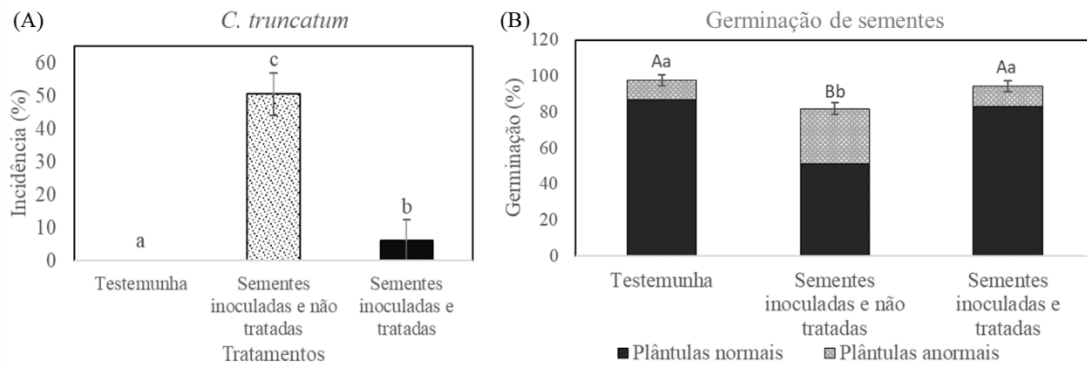 (A)
C. truncatum
Incidência (%)
60
50
40
30
20
10
0
a
c
b
Testemunha
Sementes
inoculadas e não
tratadas
Sementes
inoculadas e
tratadas
Tratamentos
(B)
Germinação de sementes
Germinação (%)
120
100
80
60
40
20
0
Aa
Bb
Aa
Testemunha
Sementes
inoculadas e não
tratadas
Sementes
inoculadas e
tratadas
Plântulas normais
Plântulas anormais